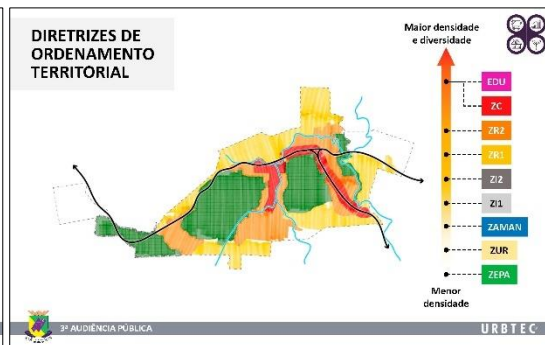 DIRETRIZES DE
ORDENAMENTO
TERRITORIAL
Maior densidade
e diversidade
EDU
ZC
ZR2
ZR1
ZI2
ZI1
ZAMAN
ZUR
ZEPA
Menor
densidade
3ª AUDIÊNCIA PÚBLICA
URBTEC